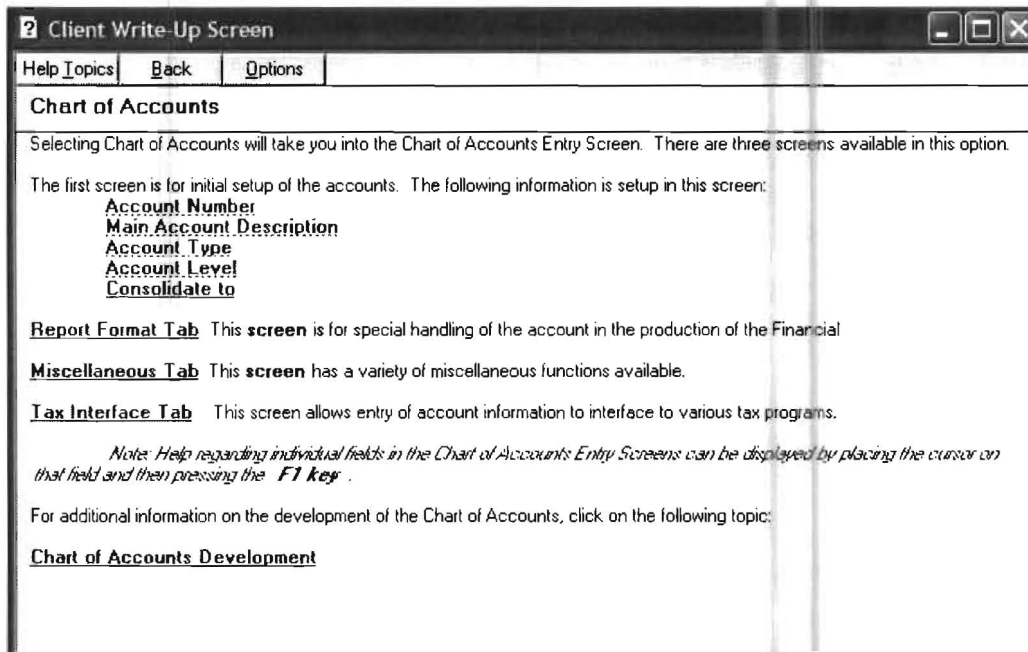 Client Write-Up Screen
Help Topics Back Options
Chart of Accounts
Selecting Chart of Accounts will take you into the Chart of Accounts Entry Screen. There are three screens available in this option.
The first screen is for initial setup of the accounts. The following information is setup in this screen:
Account Number
Main Account Description
Account Type
Account Level
Consolidate to
Report Format Tab This screen is for special handling of the account in the production of the Financial
Miscellaneous Tab This screen has a variety of miscellaneous functions available.
Tax Interface Tab This screen allows entry of account information to interface to various tax programs.
Note: Help regarding individual fields in the Chart of Accounts Entry Screens can be displayed by placing the cursor on
that field and then pressing the F1 key .
For additional information on the development of the Chart of Accounts, click on the following topic:
Chart of Accounts Development